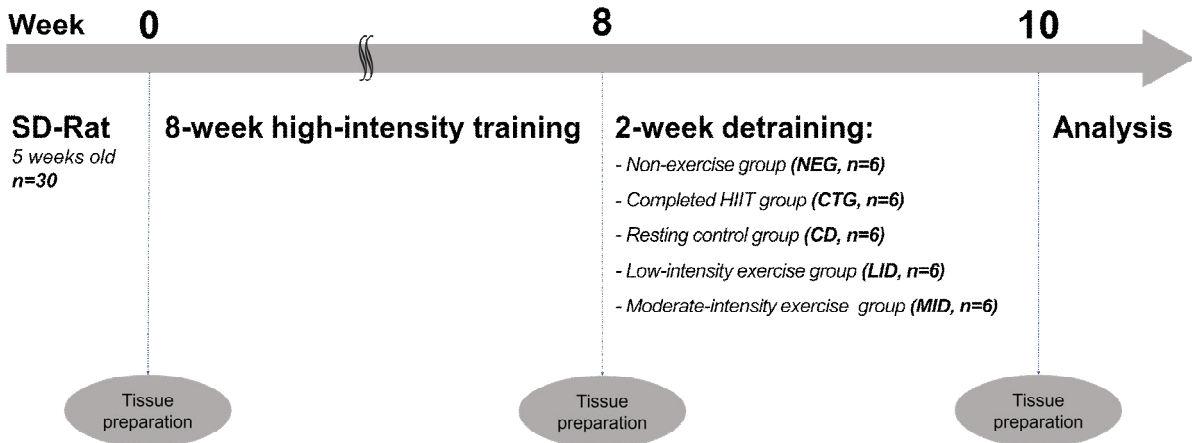 Week 0 8 10
SD-Rat
5 weeks old
n=30
8-week high-intensity training
2-week detraining:
- Non-exercise group (NEG, n=6)
- Completed HIIT group (CTG, n=6)
- Resting control group (CD, n=6)
- Low-intensity exercise group (LID, n=6)
- Moderate-intensity exercise group (MID, n=6)
Analysis
Tissue
preparation
Tissue
preparation
Tissue
preparation